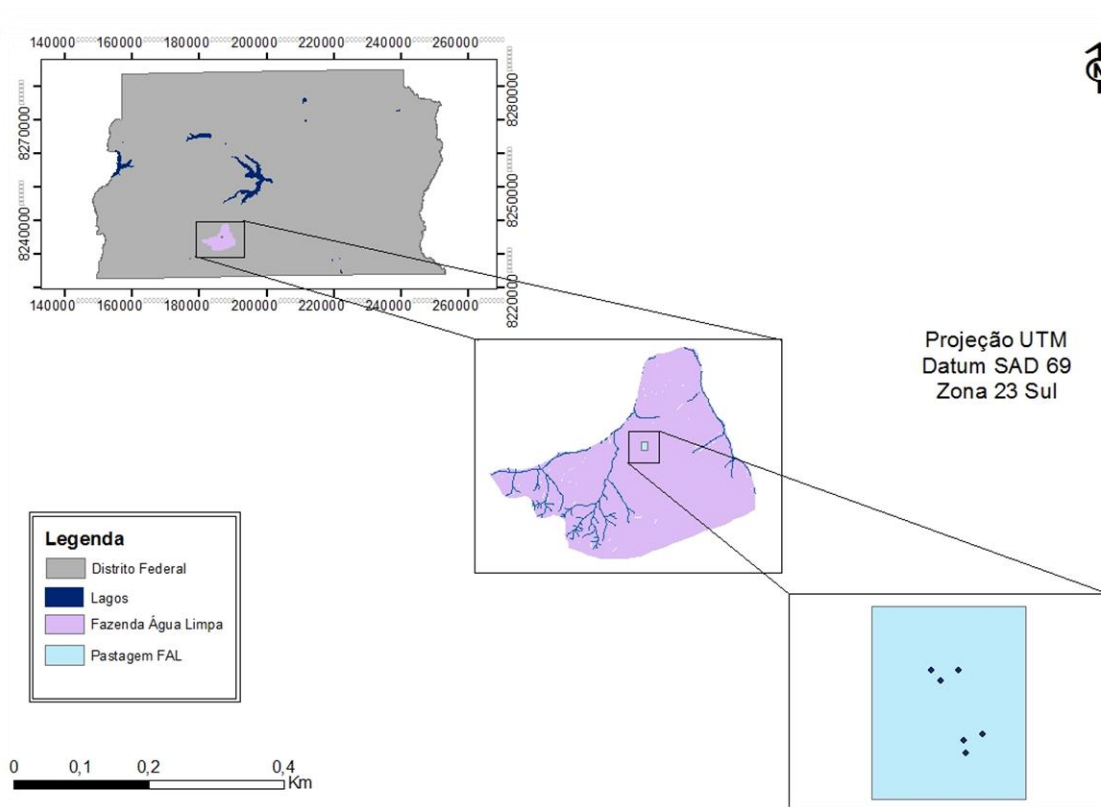 140000 160000 180000 200000 220000 240000 260000
8280000
8270000
8250000
8240000
8220000
140000 160000 180000 200000 220000 240000 260000
N
Projeção UTM
Datum SAD 69
Zona 23 Sul
Legenda
Distrito Federal
Lagos
Fazenda Água Limpa
Pastagem FAL
0 0,1 0,2 0,4
Km